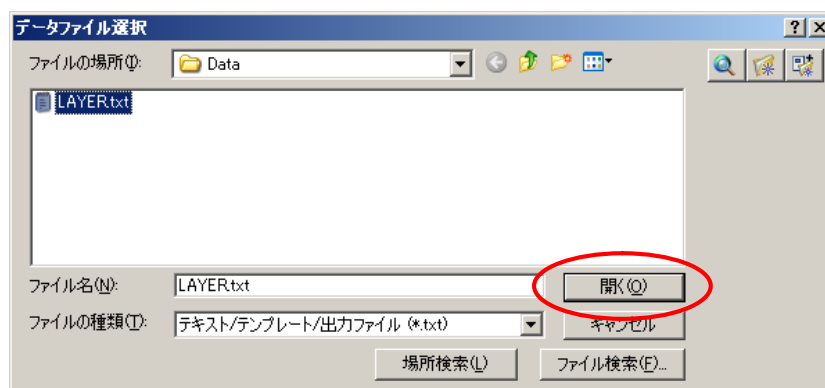 データファイル選択
ファイルの場所(I): Data
LAYER.txt
ファイル名(N): LAYER.txt 開く(O)
ファイルの種類(T): テキスト/テンプレート/出力ファイル (*.txt) キャンセル
場所検索(L) ファイル検索(F)...